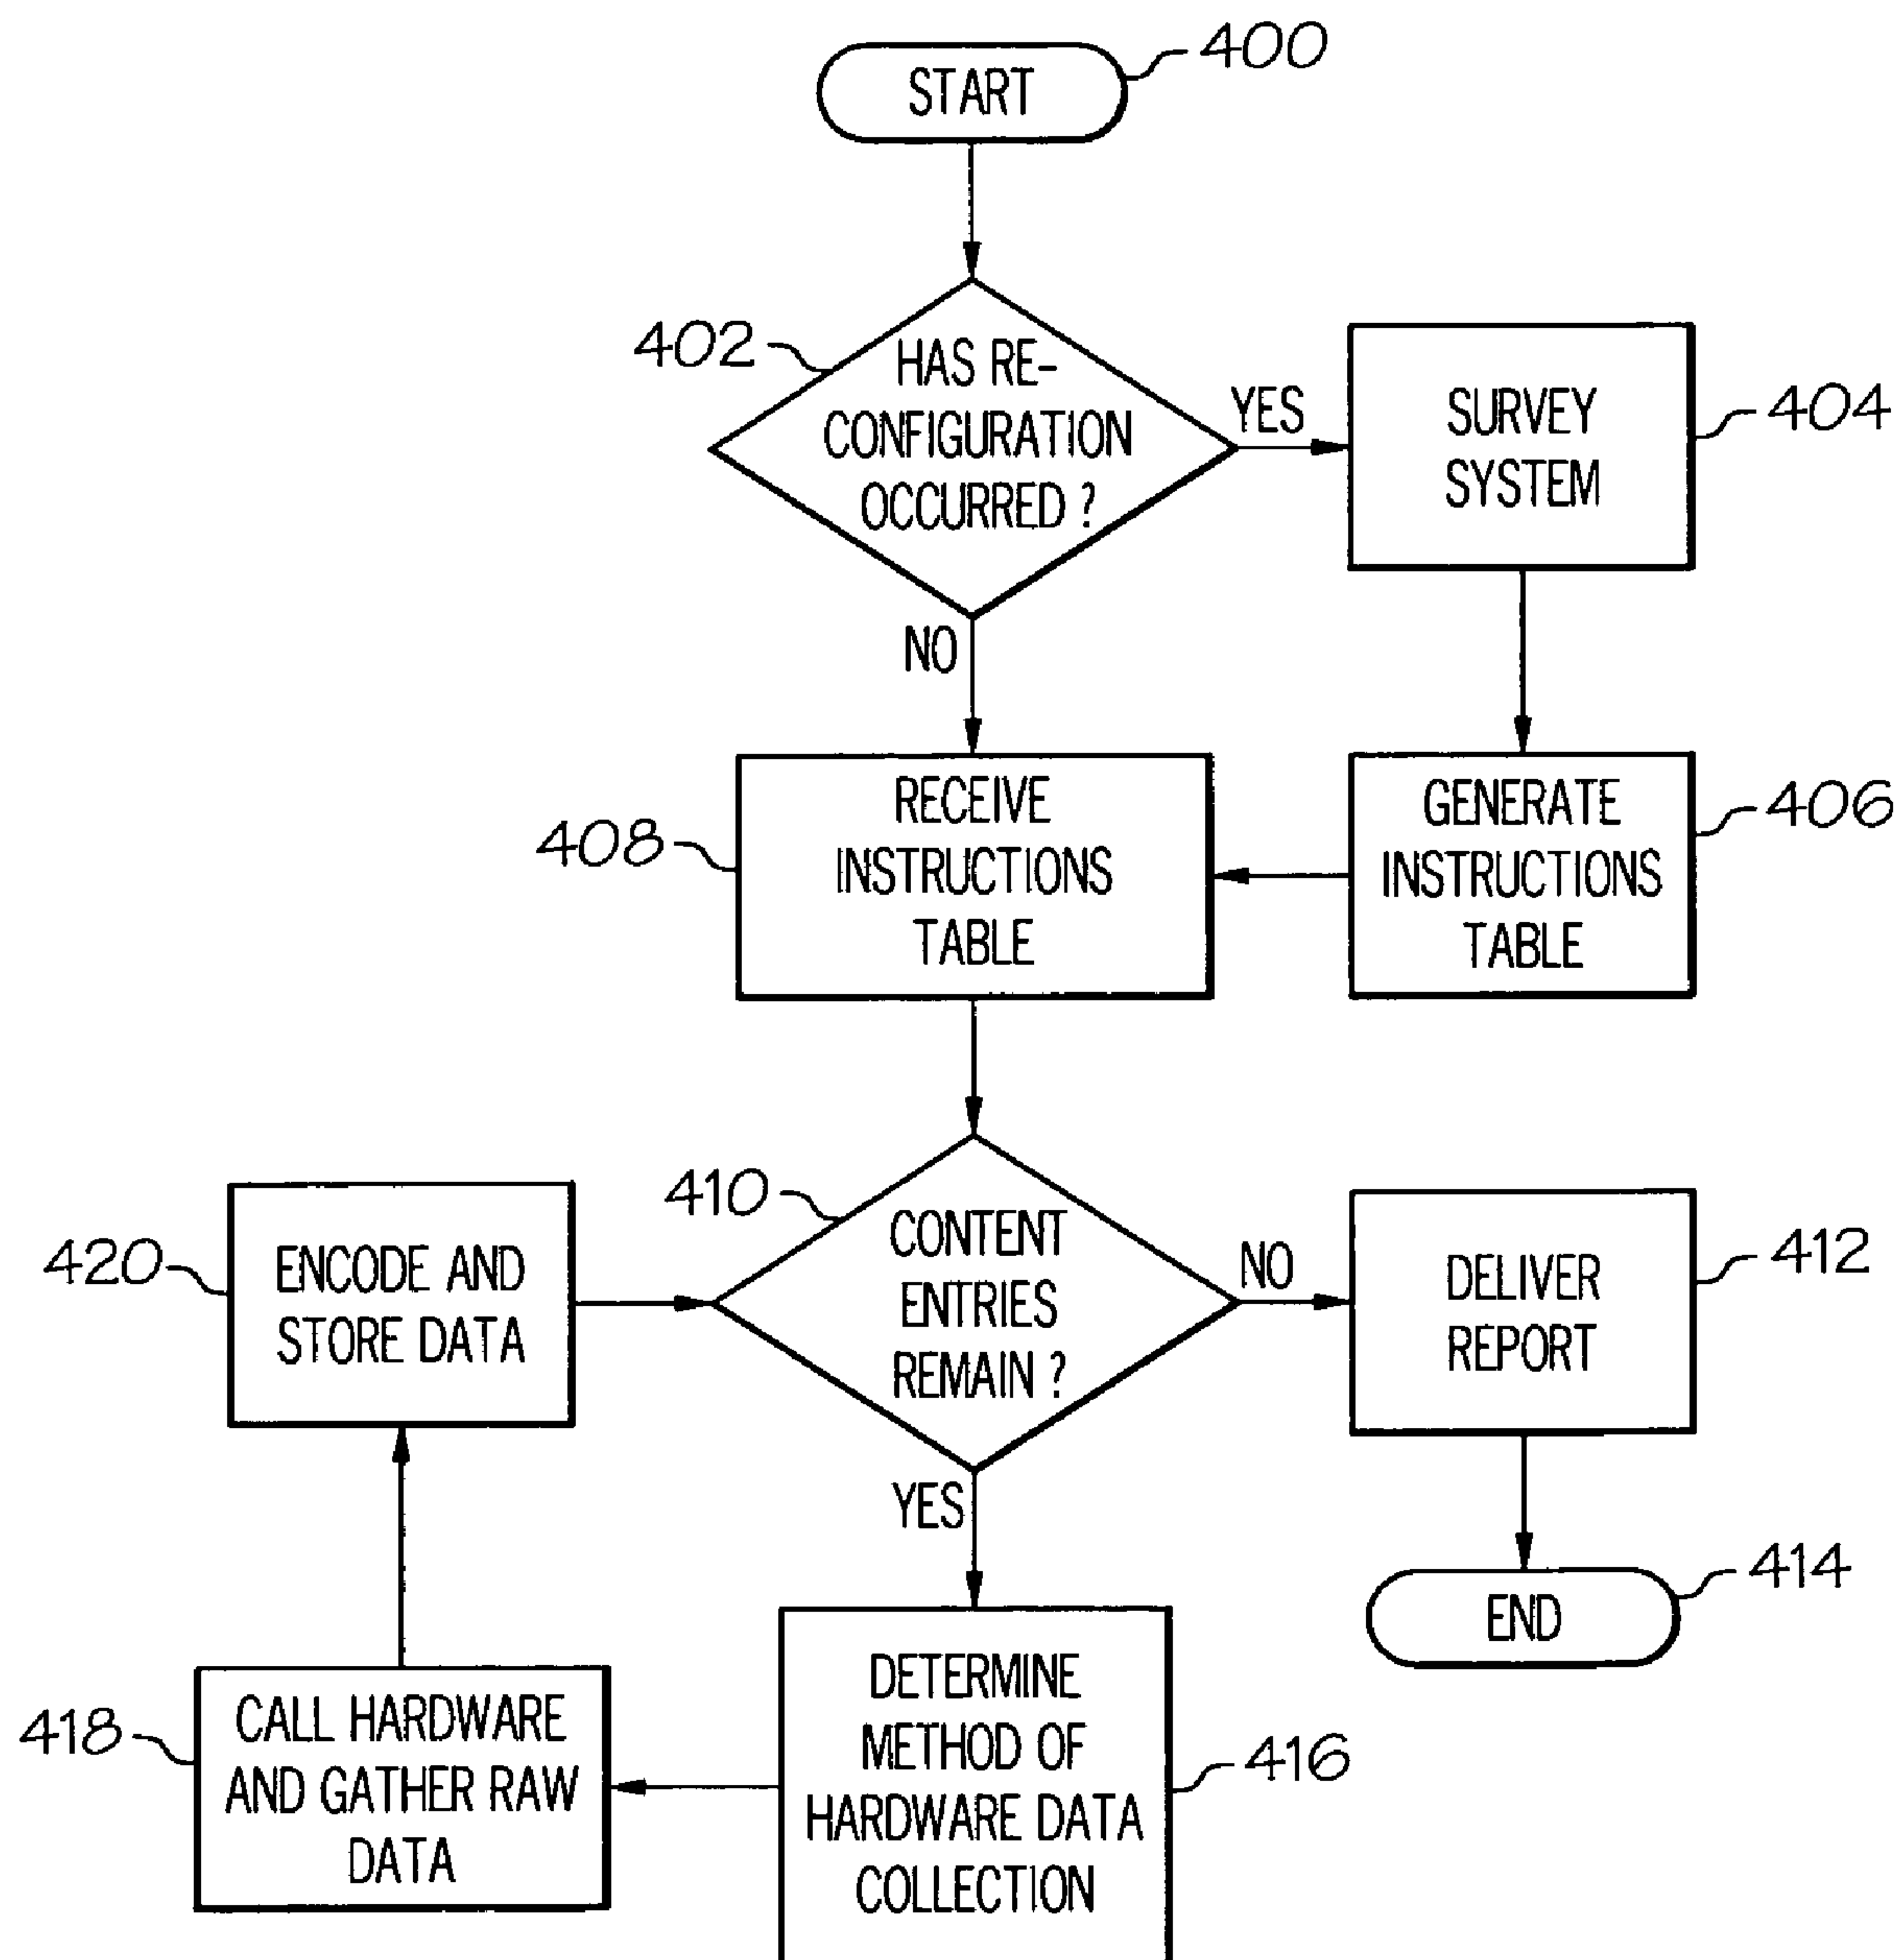 START
400
402
HAS RE-
CONFIGURATION
OCCURRED ?
YES
SURVEY
SYSTEM
404
NO
408
RECEIVE
INSTRUCTIONS
TABLE
GENERATE
INSTRUCTIONS
TABLE
406
420
ENCODE AND
STORE DATA
410
CONTENT
ENTRIES
REMAIN ?
NO
DELIVER
REPORT
412
YES
END
414
418
CALL HARDWARE
AND GATHER RAW
DATA
DETERMINE
METHOD OF
HARDWARE DATA
COLLECTION
416